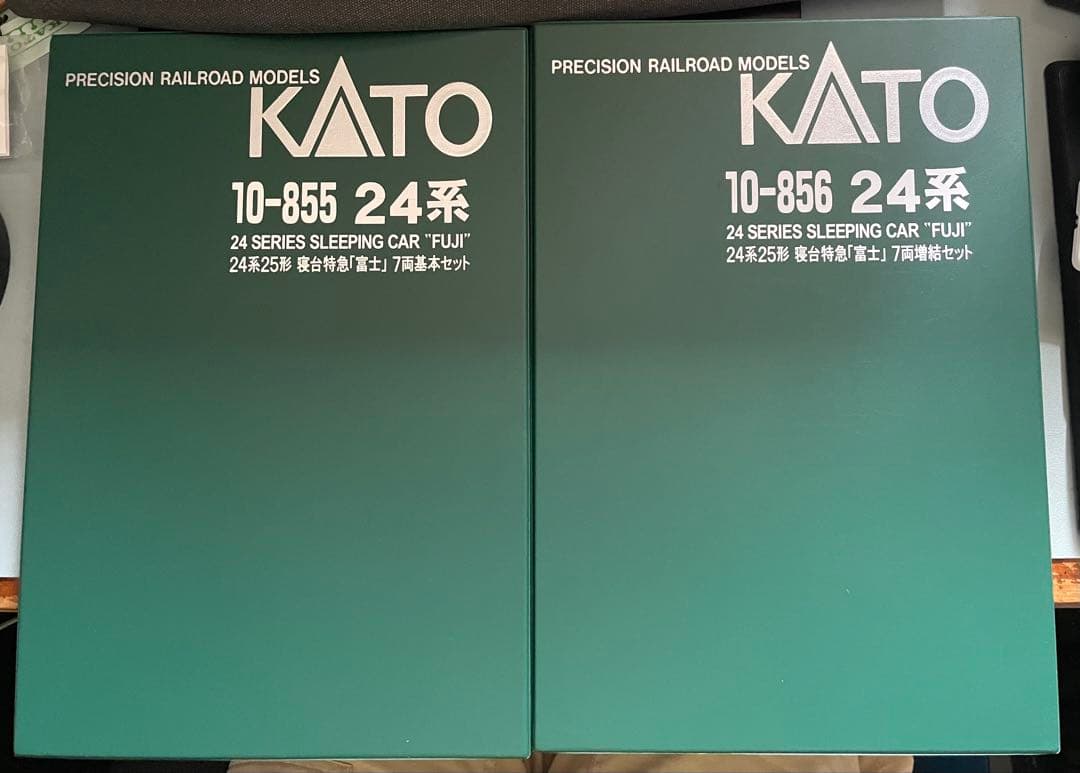 PRECISION RAILROAD MODELS
KATO
10-855 24系
24 SERIES SLEEPING CAR "FUJI"
24系25形 寝台特急「富士」 7両基本セット
PRECISION RAILROAD MODELS
KATO
10-856 24系
24 SERIES SLEEPING CAR "FUJI"
24系25形 寝台特急「富士」 7両増結セット